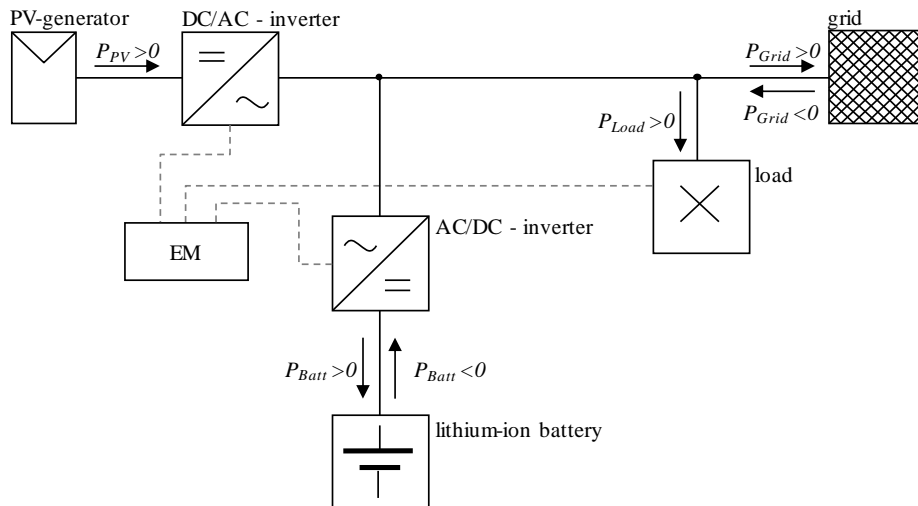 PV-generator
DC/AC - inverter
grid
P_PV >0
P_Grid >0
P_Grid <0
P_Load >0
load
AC/DC - inverter
EM
P_Batt >0
P_Batt <0
lithium-ion battery